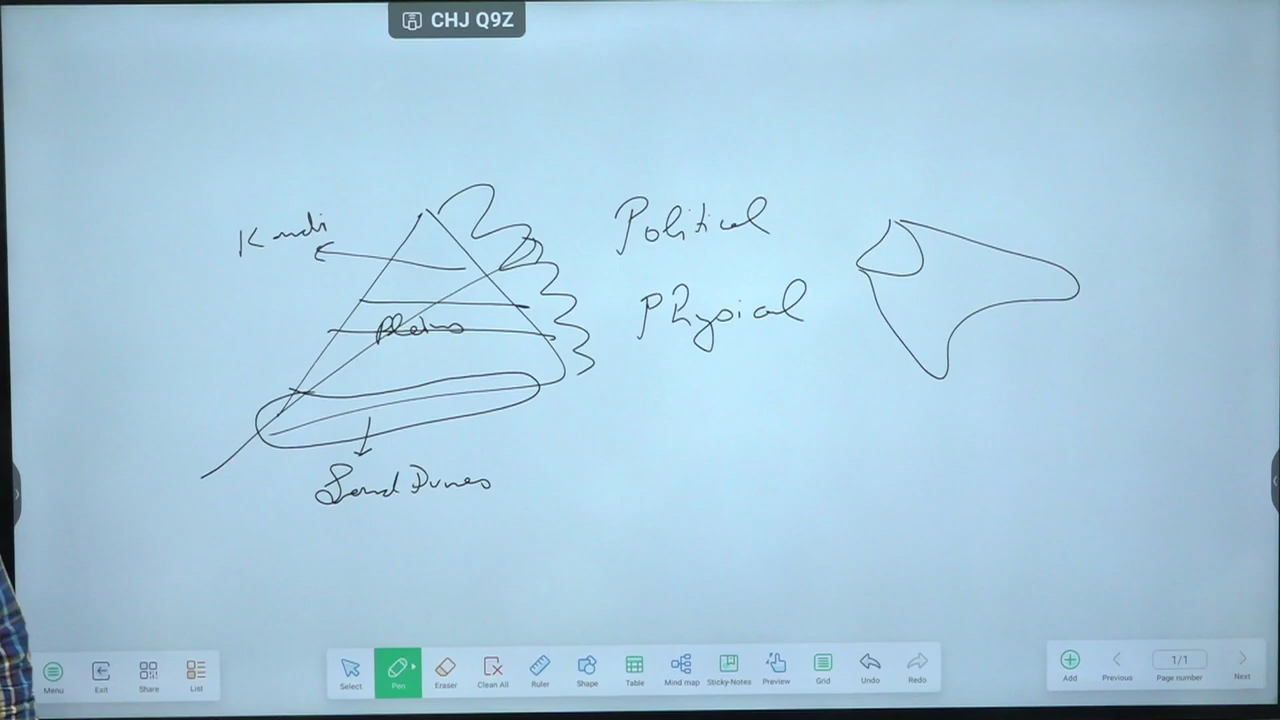 CHJ Q9Z
Kandi
Plains
Sand Dunes
Political
Physical
Menu
Exit
Share
List
Select
Pen
Eraser
Clean All
Ruler
Shape
Table
Mind map
Sticky-Notes
Preview
Grid
Undo
Redo
Add
Previous
1/1
Page number
Next